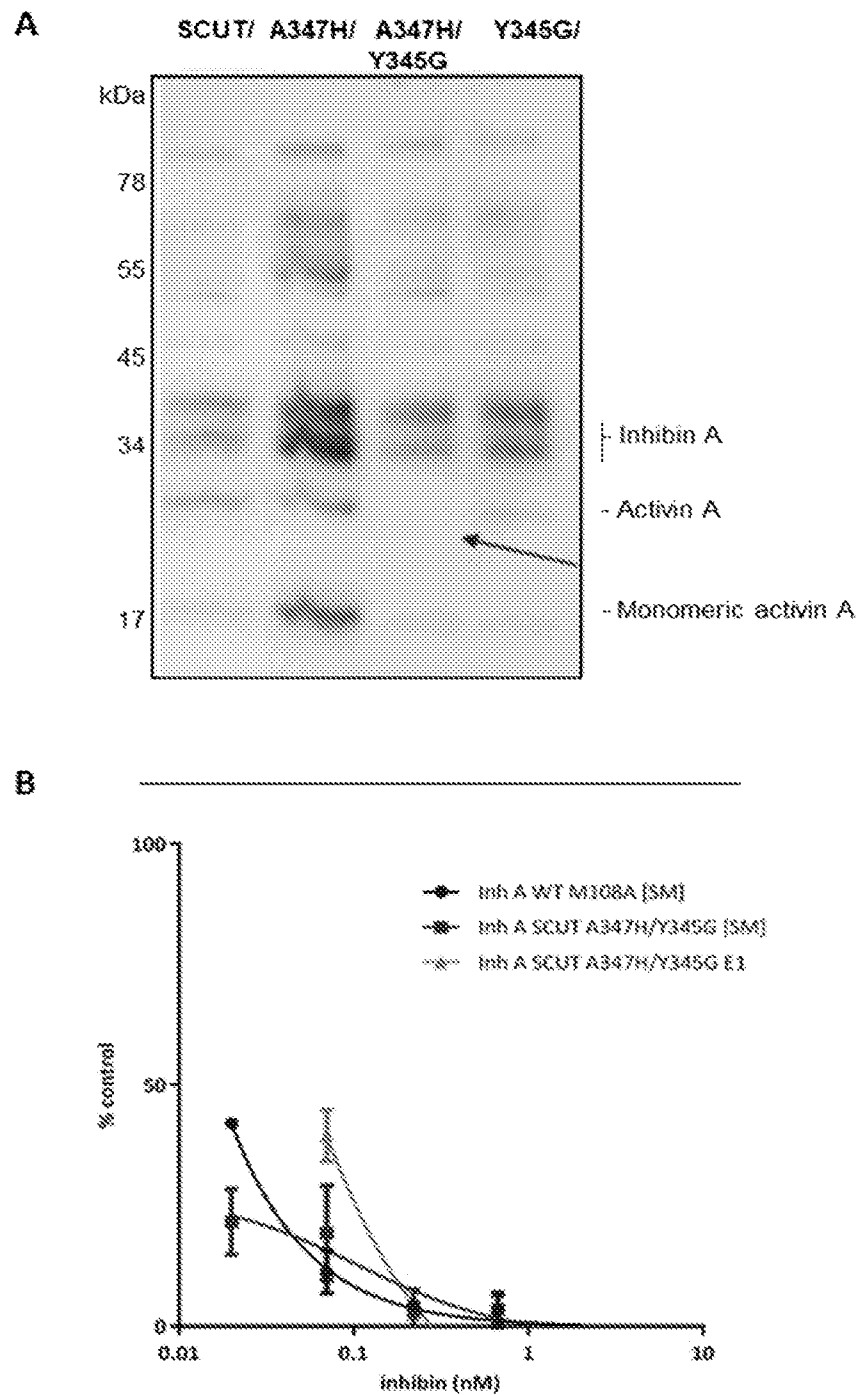 A
SCUT/ A347H/ A347H/ Y345G/
Y345G
kDa
78
55
45
34
17
Inhibin A
Activin A
Monomeric activin A
B
100
50
0
% control
Inh A WT M108A [SM]
Inh A SCUT A347H/Y345G [SM]
Inh A SCUT A347H/Y345G E1
0.01 0.1 1 10
inhibin (nM)